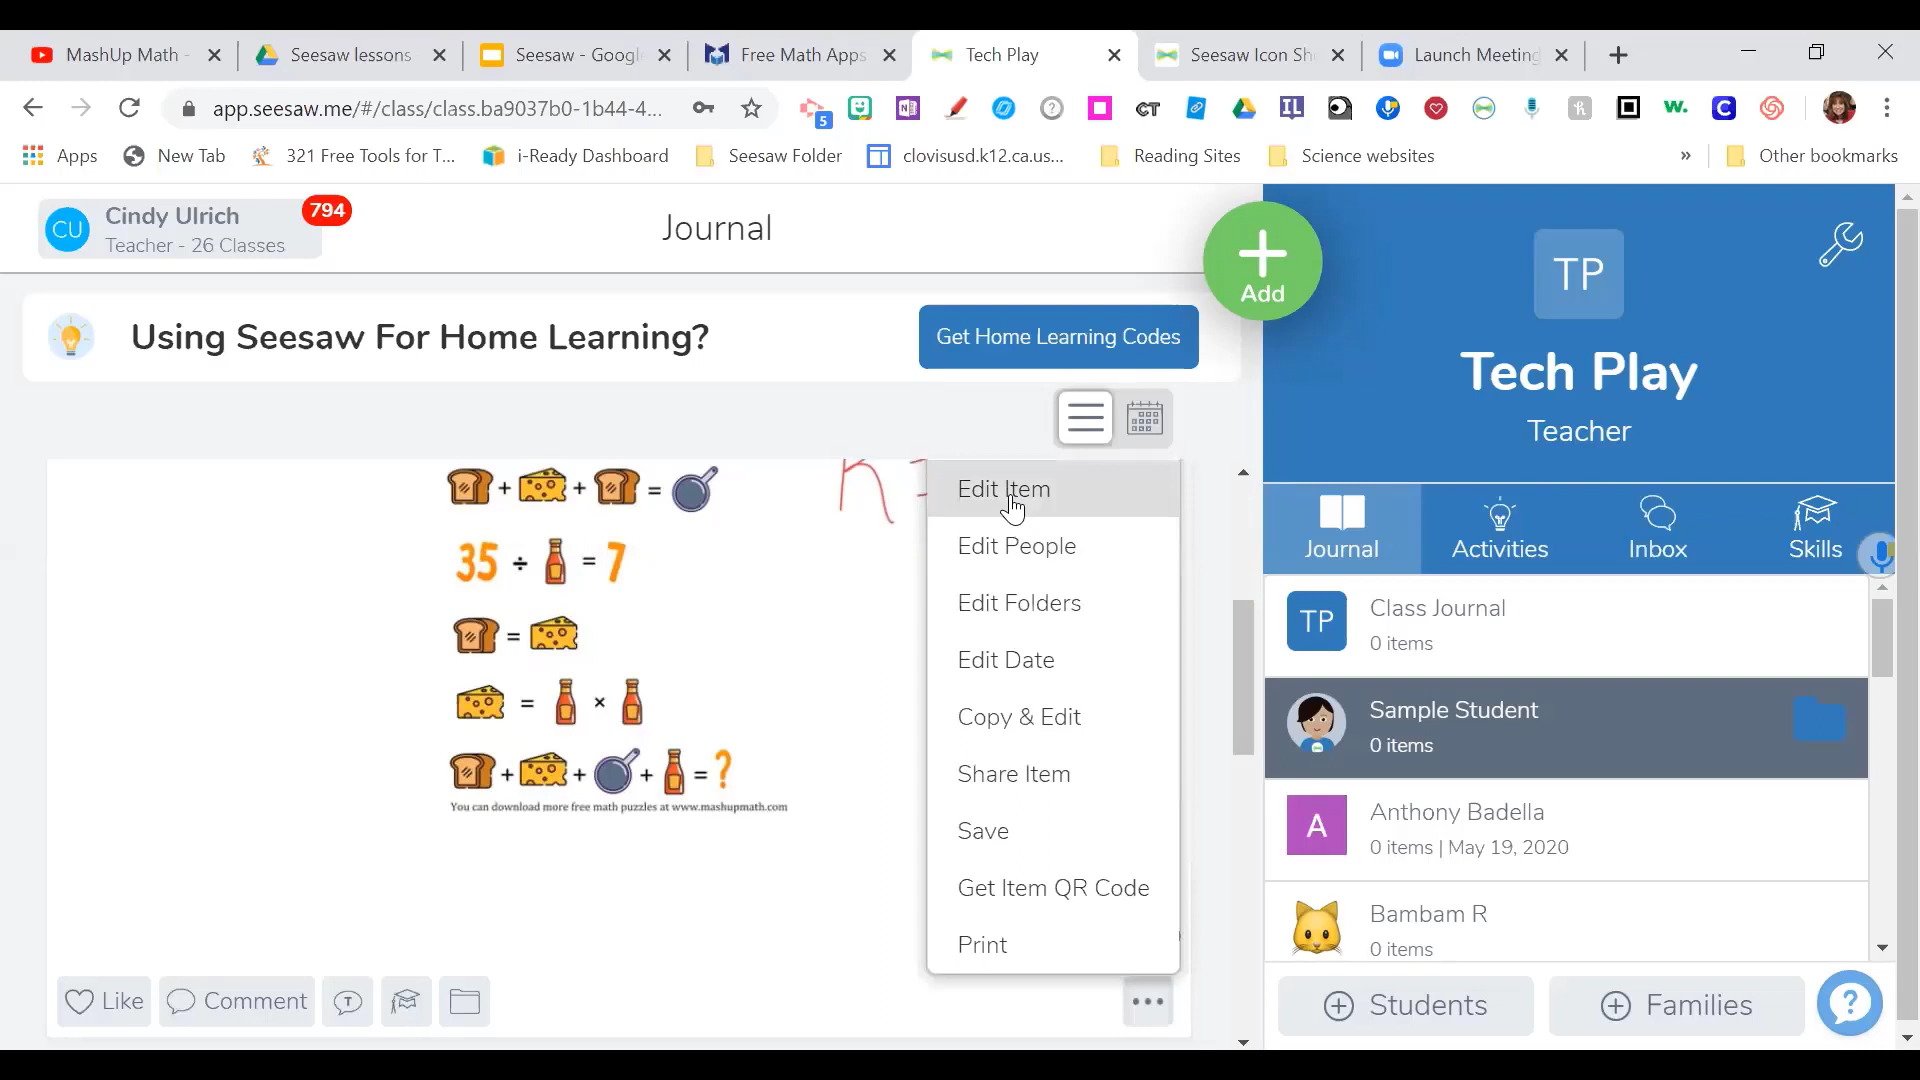 MashUp Math -
Seesaw lessons
Seesaw - Google
Free Math Apps
Tech Play
Seesaw Icon Sh
Launch Meeting
app.seesaw.me/#/class/class.ba9037b0-1b44-4...
5
CT
IL
w.
C
h
Apps
New Tab
321 Free Tools for T...
i-Ready Dashboard
Seesaw Folder
clovisusd.k12.ca.us...
Reading Sites
Science websites
»
Other bookmarks
CU
Cindy Ulrich
Teacher - 26 Classes
794
Journal
Add
Using Seesaw For Home Learning?
Get Home Learning Codes
TP
Tech Play
Teacher
Journal
Activities
Inbox
Skills
+ + =
35 ÷ = 7
=
= ×
+ + + = ?
You can download more free math puzzles at www.mashupmath.com
K =
Edit Item
Edit People
Edit Folders
Edit Date
Copy & Edit
Share Item
Save
Get Item QR Code
Print
Like
Comment
T
...
TP
Class Journal
0 items
Sample Student
0 items
A
Anthony Badella
0 items | May 19, 2020
Bambam R
0 items
Students
Families
?